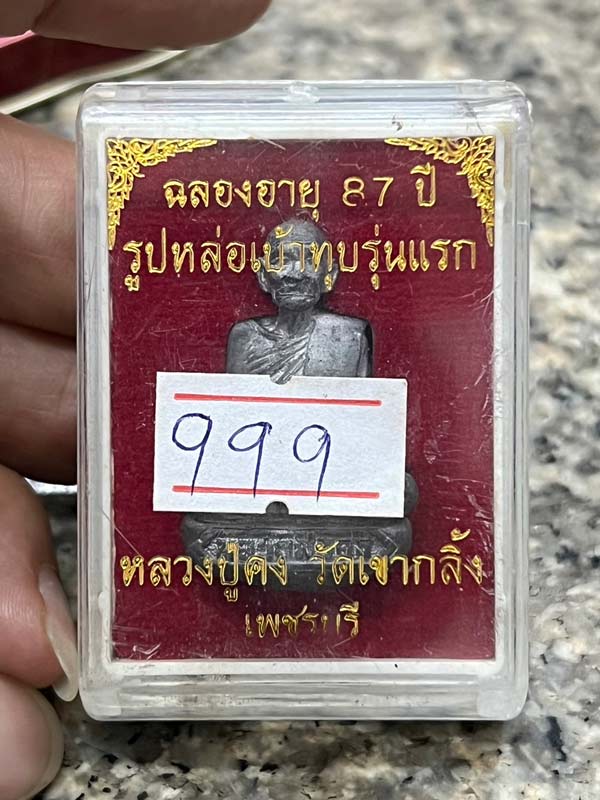 ฉลองอายุ 87 ปี
รูปหล่อเบ้าทุบรุ่นแรก
999
หลวงปู่คง วัดเขากลิ้ง
เพชรบุรี